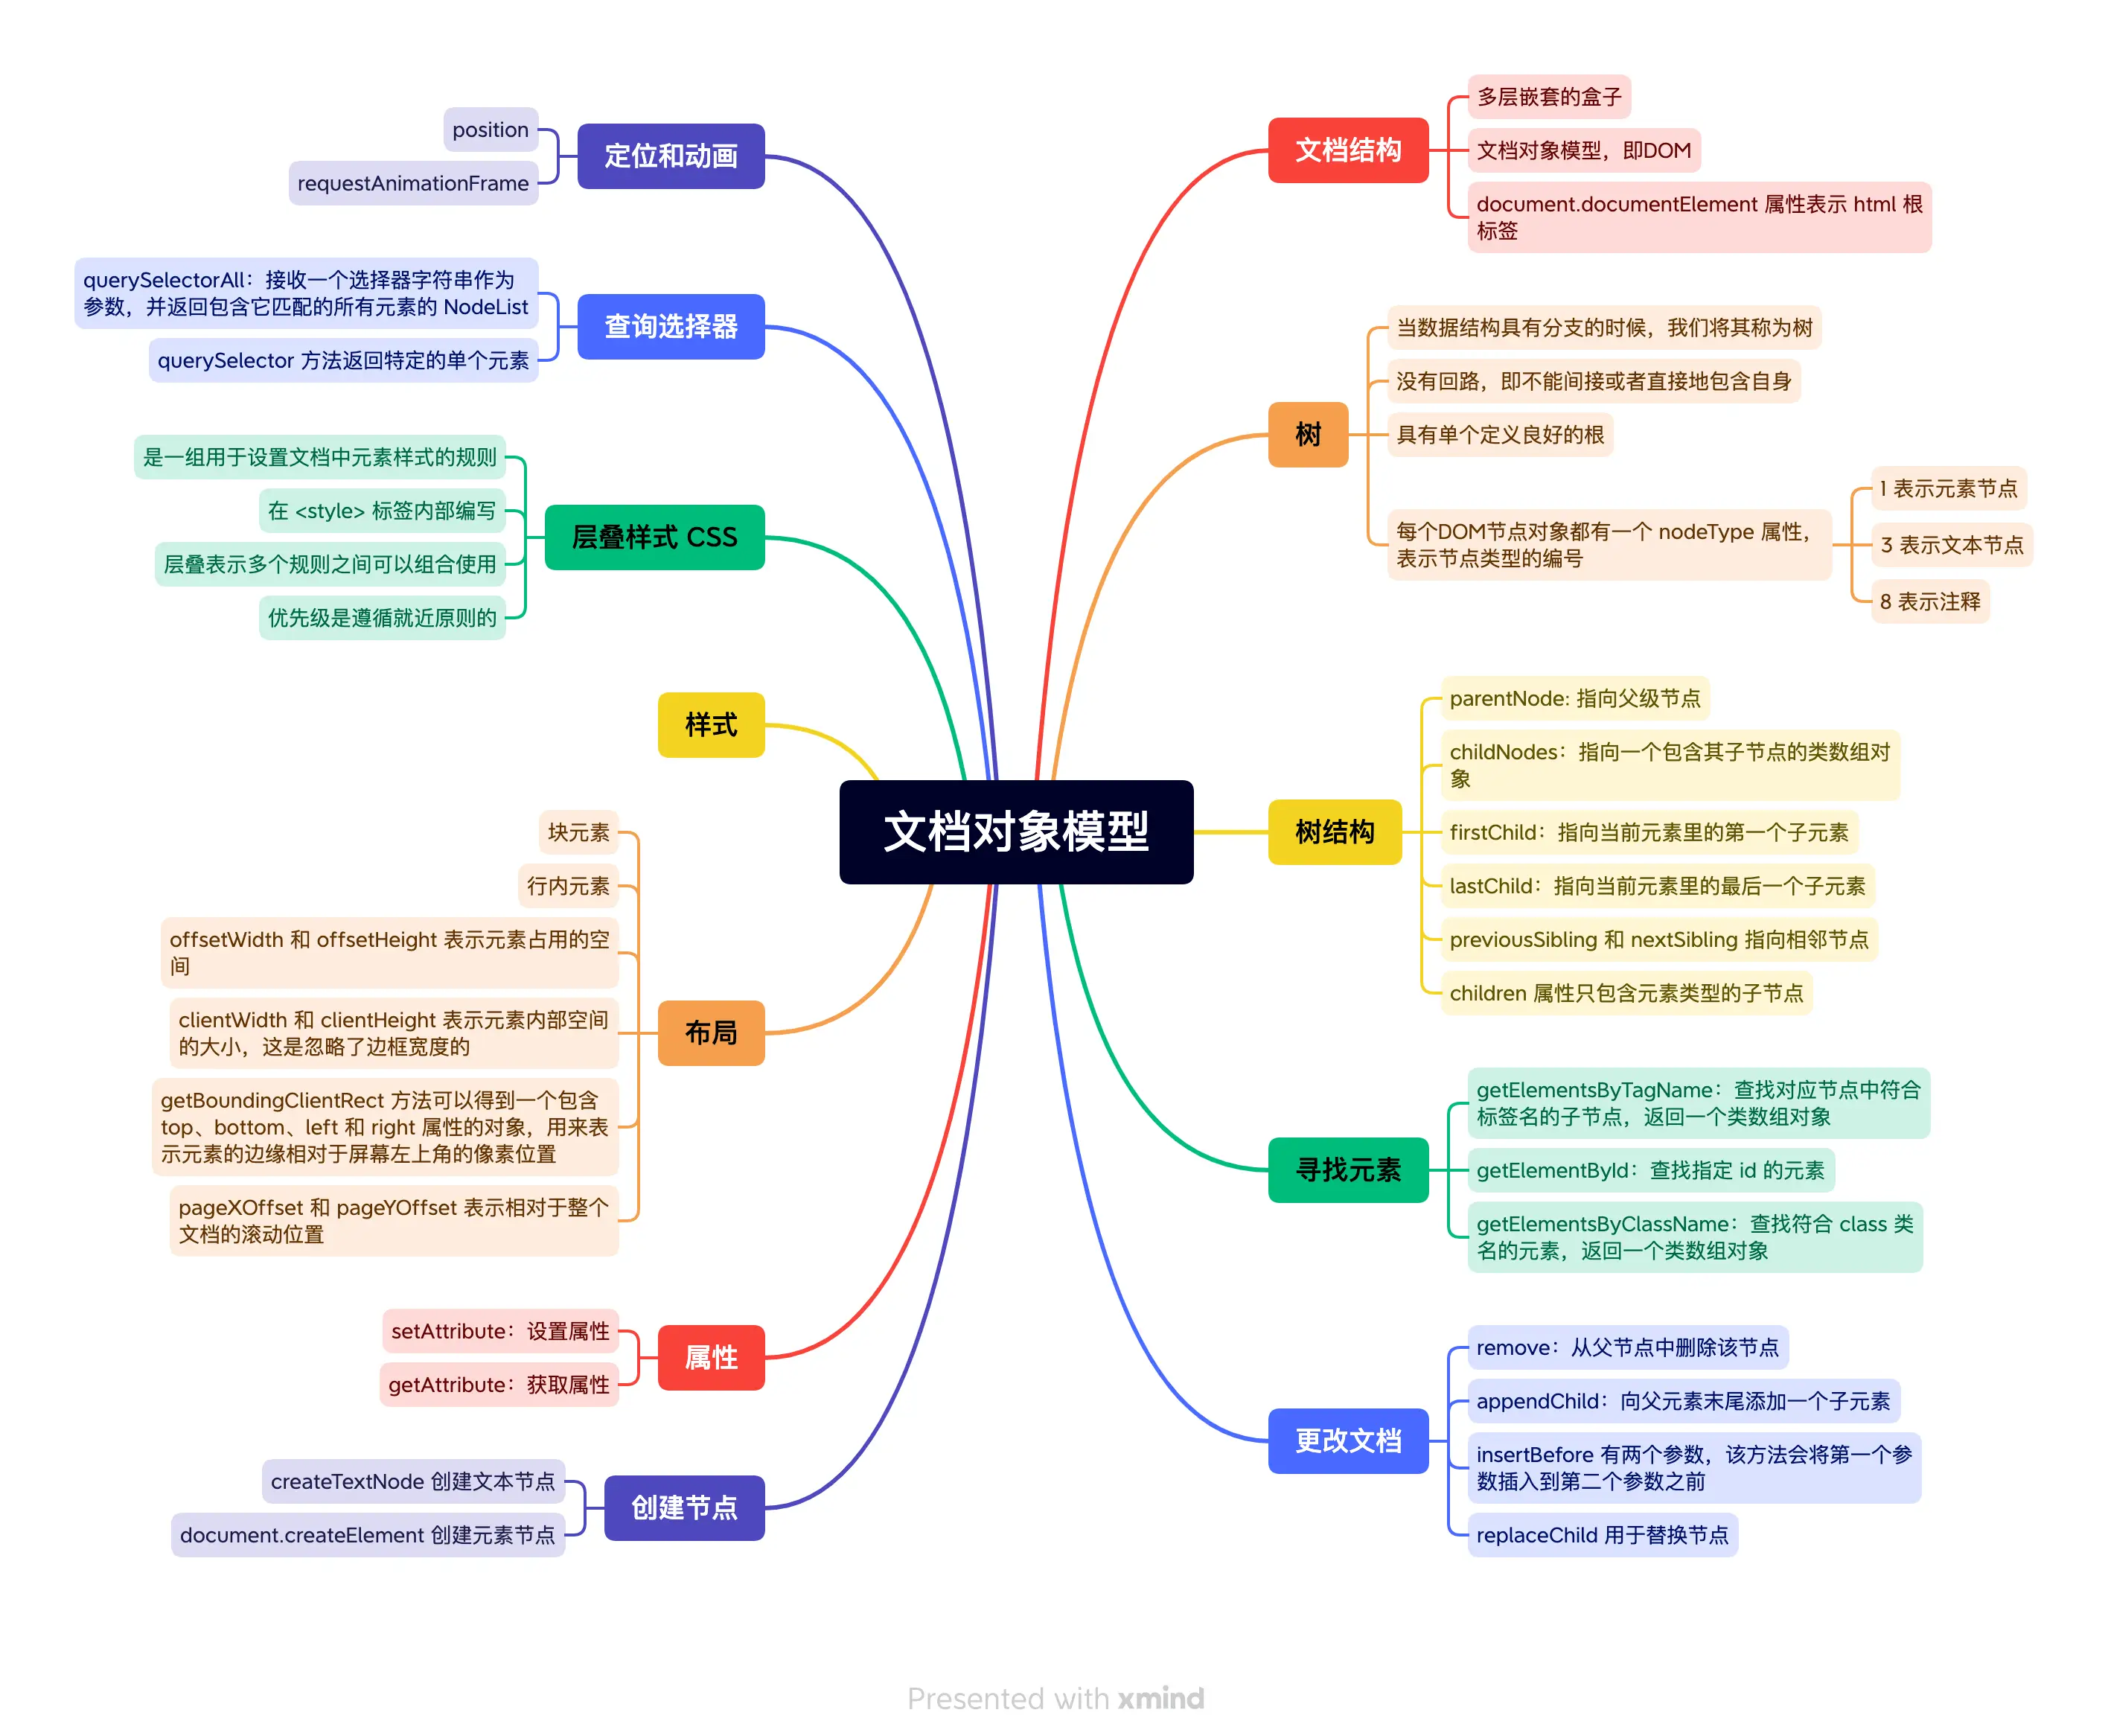 文档对象模型
文档结构
多层嵌套的盒子
文档对象模型，即DOM
document.documentElement 属性表示 html 根
标签
树
当数据结构具有分支的时候，我们将其称为树
没有回路，即不能间接或者直接地包含自身
具有单个定义良好的根
每个DOM节点对象都有一个 nodeType 属性，
表示节点类型的编号
1 表示元素节点
3 表示文本节点
8 表示注释
树结构
parentNode: 指向父级节点
childNodes：指向一个包含其子节点的类数组对
象
firstChild：指向当前元素里的第一个子元素
lastChild：指向当前元素里的最后一个子元素
previousSibling 和 nextSibling 指向相邻节点
children 属性只包含元素类型的子节点
寻找元素
getElementsByTagName：查找对应节点中符合
标签名的子节点，返回一个类数组对象
getElementById：查找指定 id 的元素
getElementsByClassName：查找符合 class 类
名的元素，返回一个类数组对象
更改文档
remove：从父节点中删除该节点
appendChild：向父元素末尾添加一个子元素
insertBefore 有两个参数，该方法会将第一个参
数插入到第二个参数之前
replaceChild 用于替换节点
定位和动画
position
requestAnimationFrame
查询选择器
querySelectorAll：接收一个选择器字符串作为
参数，并返回包含它匹配的所有元素的 NodeList
querySelector 方法返回特定的单个元素
层叠样式 CSS
是一组用于设置文档中元素样式的规则
在 <style> 标签内部编写
层叠表示多个规则之间可以组合使用
优先级是遵循就近原则的
样式
布局
块元素
行内元素
offsetWidth 和 offsetHeight 表示元素占用的空
间
clientWidth 和 clientHeight 表示元素内部空间
的大小，这是忽略了边框宽度的
getBoundingClientRect 方法可以得到一个包含
top、bottom、left 和 right 属性的对象，用来表
示元素的边缘相对于屏幕左上角的像素位置
pageXOffset 和 pageYOffset 表示相对于整个
文档的滚动位置
属性
setAttribute：设置属性
getAttribute：获取属性
创建节点
createTextNode 创建文本节点
document.createElement 创建元素节点
Presented with xmind